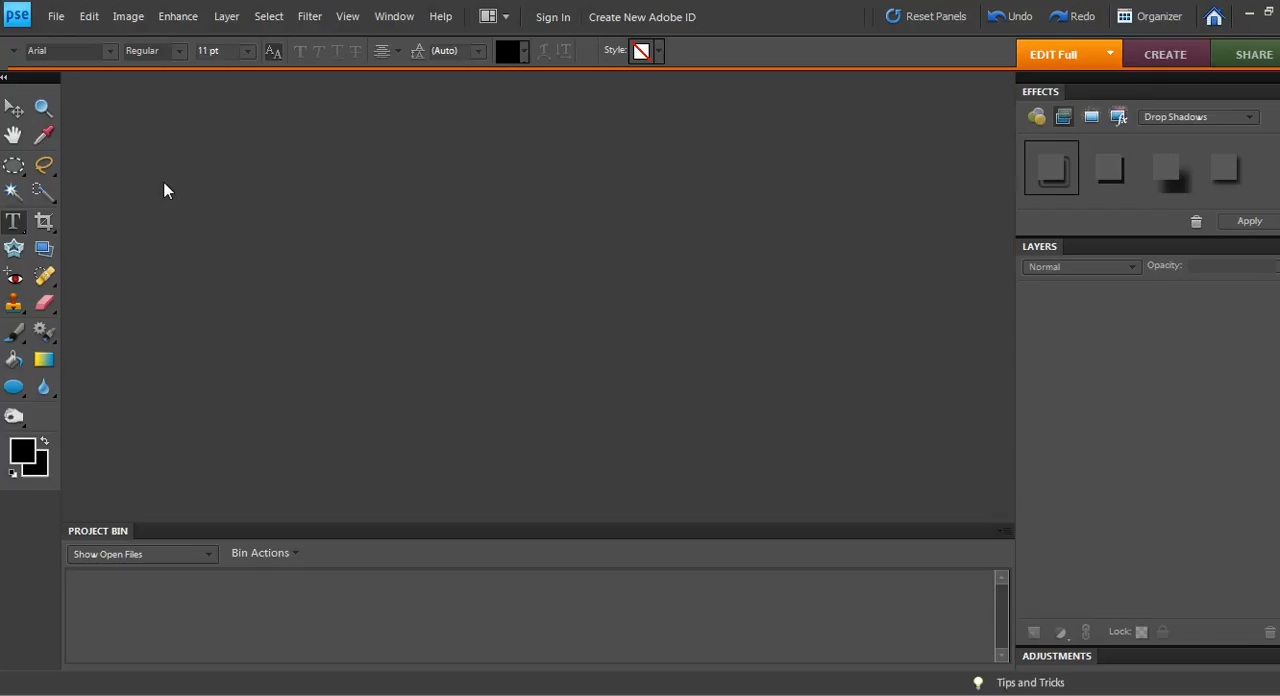 pse File Edit Image Enhance Layer Select Filter View Window Help Sign In Create New Adobe ID Reset Panels Undo Redo Organizer
Arial Regular 11 pt (Auto) Style: EDIT Full CREATE SHARE
EFFECTS
Drop Shadows
Apply
LAYERS
Normal Opacity:
PROJECT BIN
Show Open Files Bin Actions
Lock:
ADJUSTMENTS
Tips and Tricks